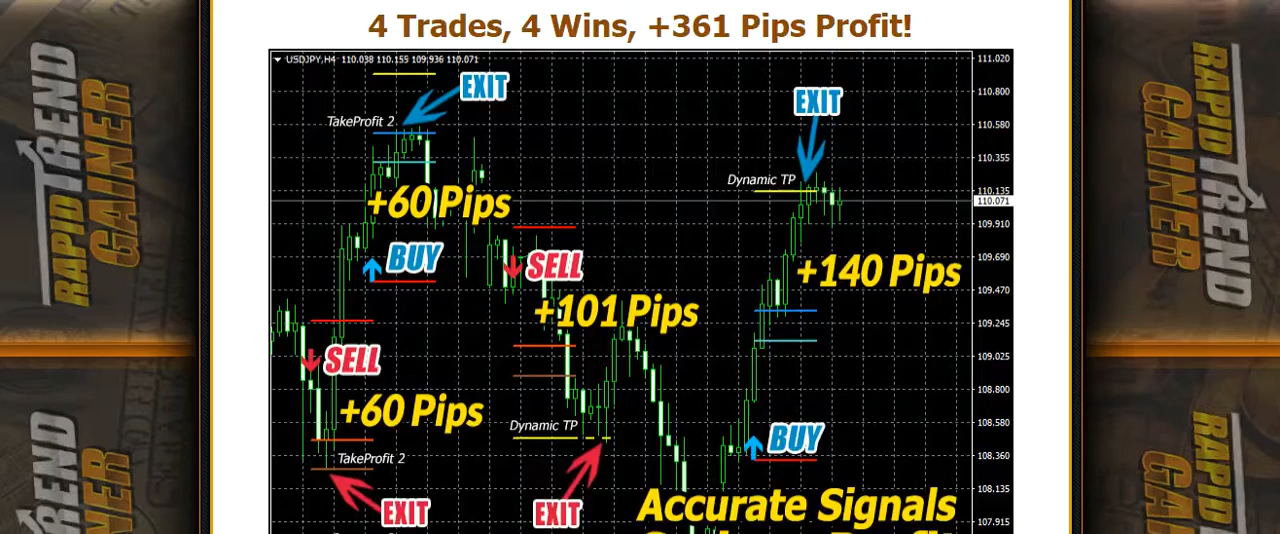 4 Trades, 4 Wins, +361 Pips Profit!
USDJPY,H4 110.038 110.155 109.936 110.071
EXIT
TakeProfit 2
+60 Pips
BUY
SELL
+60 Pips
TakeProfit 2
EXIT
SELL
+101 Pips
Dynamic TP
EXIT
EXIT
Dynamic TP
+140 Pips
BUY
Accurate Signals
111.020
110.800
110.580
110.355
110.135
110.071
109.910
109.690
109.470
109.245
109.025
108.800
108.580
108.360
108.135
107.915
RAPID TREND
GAINER
RAPID TREND
GAINER
RAPID TREND
GAINER